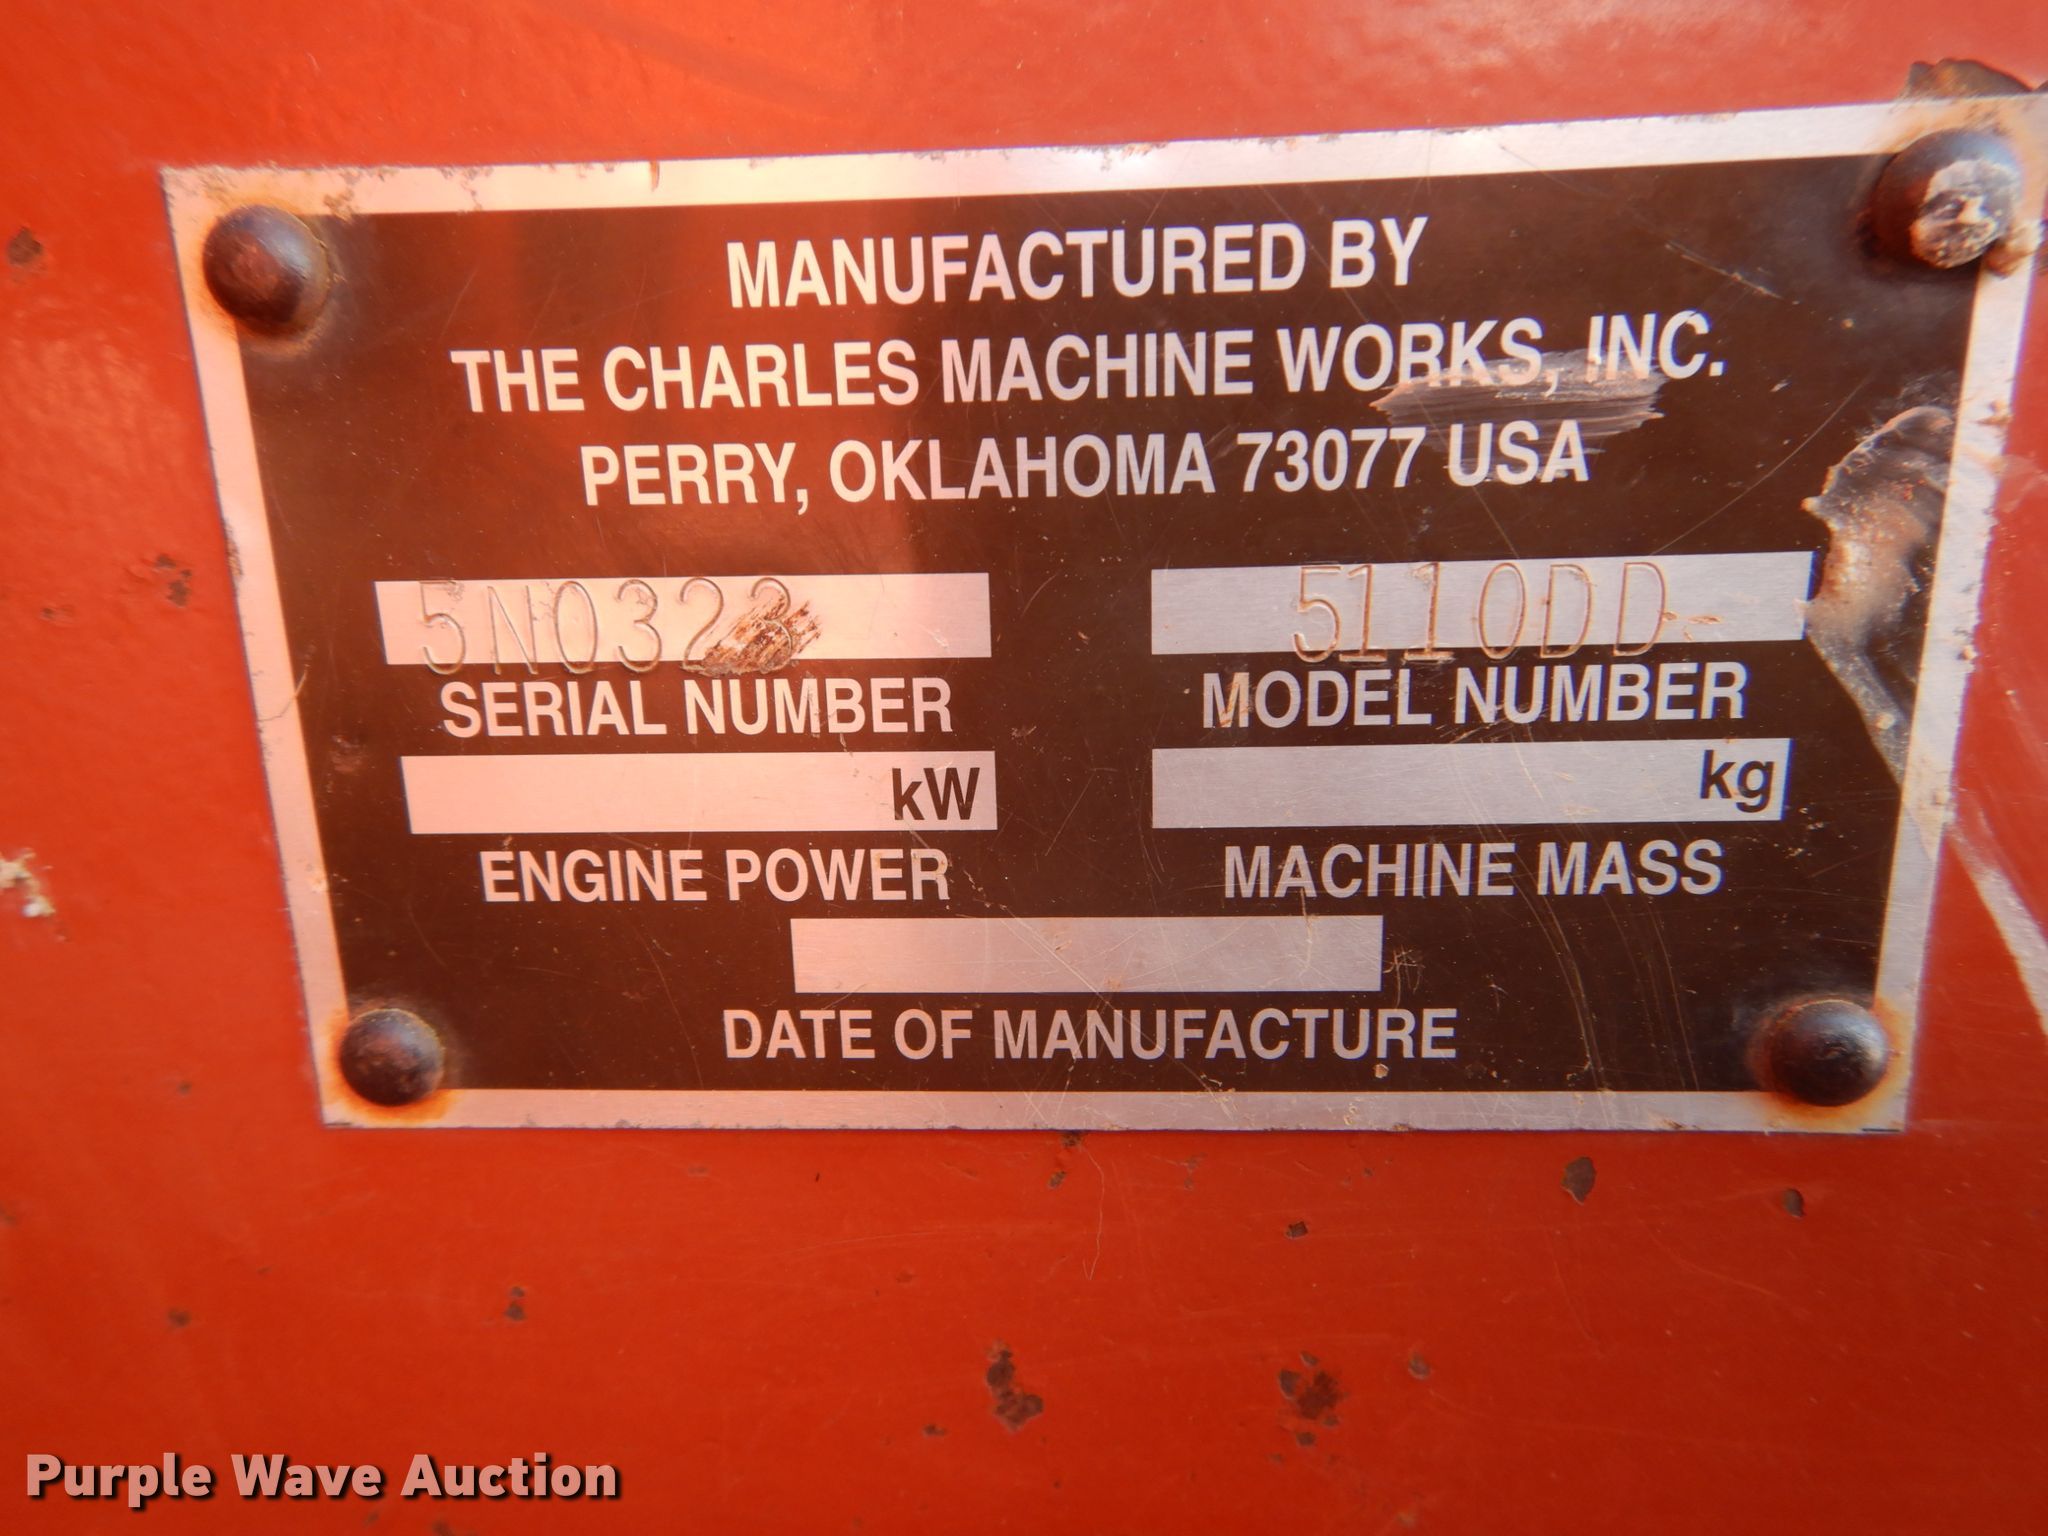 MANUFACTURED BY
THE CHARLES MACHINE WORKS, INC.
PERRY, OKLAHOMA 73077 USA
5N0323 5110DD
SERIAL NUMBER MODEL NUMBER
kW kg
ENGINE POWER MACHINE MASS
DATE OF MANUFACTURE
Purple Wave Auction